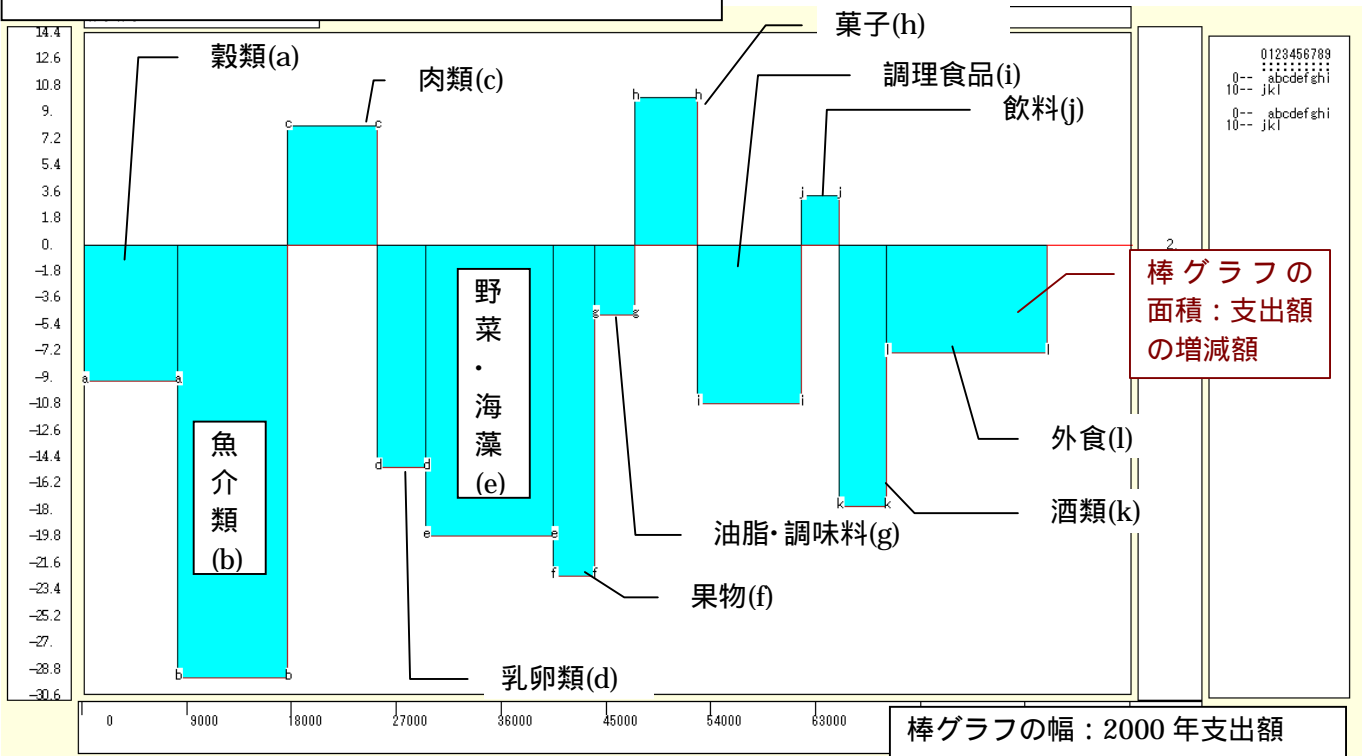 14.4
12.6
10.8
9.
7.2
5.4
3.6
1.8
0.
-1.8
-3.6
-5.4
-7.2
-9.
-10.8
-12.6
-14.4
-16.2
-18.
-19.8
-21.6
-23.4
-25.2
-27.
-28.8
-30.6
穀類(a)
肉類(c)
菓子(h)
調理食品(i)
飲料(j)
0123456789
::::::::::
0-- abcdefghi
10-- jkl
0-- abcdefghi
10-- jkl
h h
c c
j j
2.
野菜・海藻(e)
棒グラフの
面積：支出額
の増減額
g g
l l
a a
i i
魚介類(b)
外食(l)
d d
k k
酒類(k)
e e
油脂・調味料(g)
f f
果物(f)
b b
乳卵類(d)
0 9000 18000 27000 36000 45000 54000 63000
棒グラフの幅：2000 年支出額